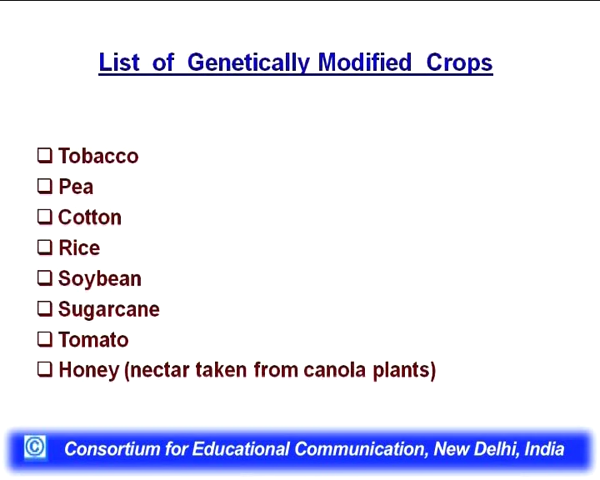 List of Genetically Modified Crops
❑ Tobacco
❑ Pea
❑ Cotton
❑ Rice
❑ Soybean
❑ Sugarcane
❑ Tomato
❑ Honey (nectar taken from canola plants)
© Consortium for Educational Communication, New Delhi, India